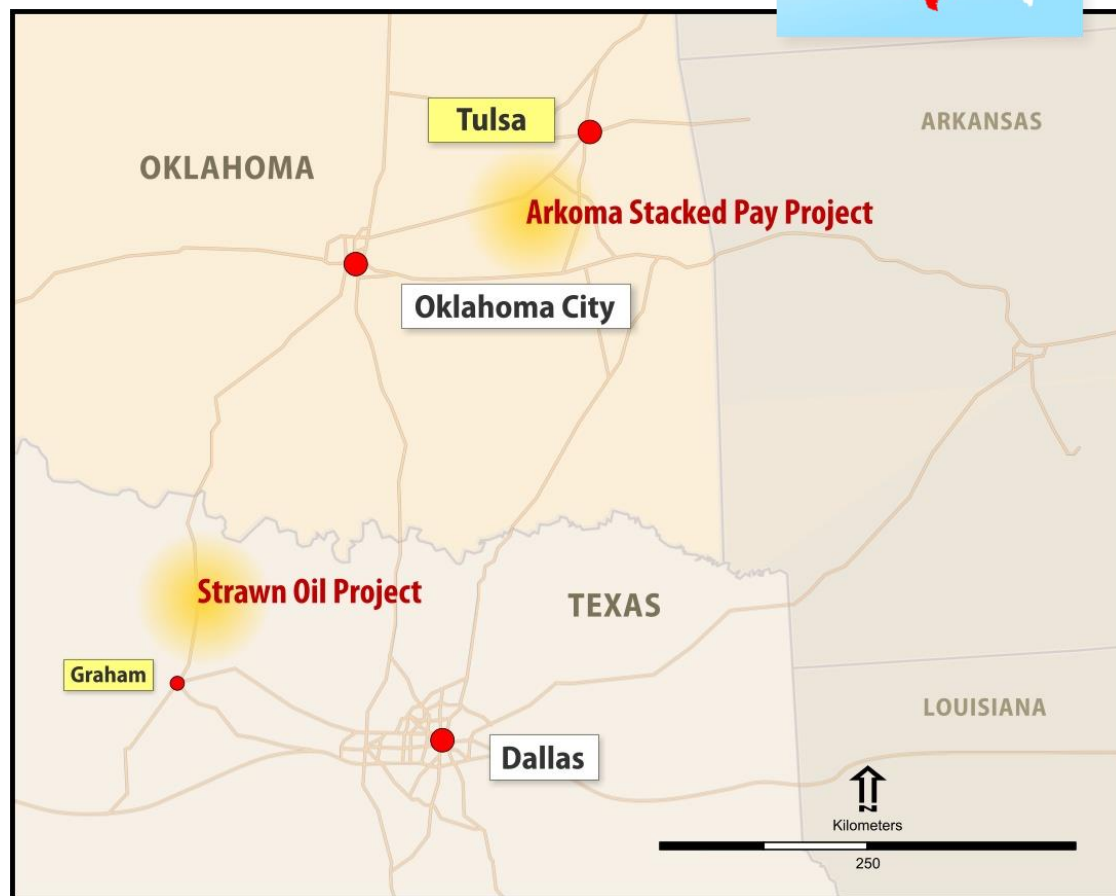 Tulsa
ARKANSAS
OKLAHOMA
Arkoma Stacked Pay Project
Oklahoma City
Strawn Oil Project
TEXAS
Graham
LOUISIANA
Dallas
N
Kilometers
250